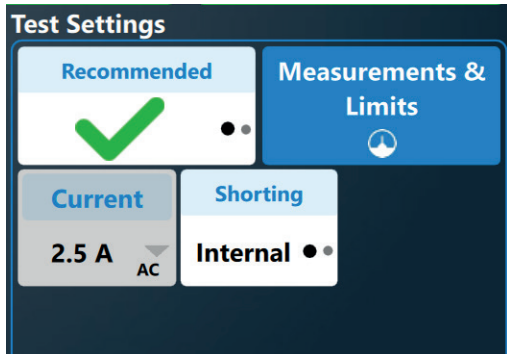 Test Settings
Recommended
Measurements &
Limits
Current
Shorting
2.5 A
AC
Internal